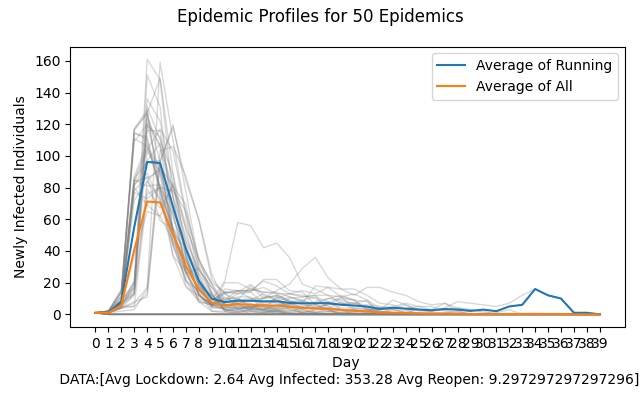 Epidemic Profiles for 50 Epidemics
Newly Infected Individuals
160
140
120
100
80
60
40
20
0
Average of Running
Average of All
0 1 2 3 4 5 6 7 8 9 10 11 12 13 14 15 16 17 18 19 20 21 22 23 24 25 26 27 28 29 30 31 32 33 34 35 36 37 38 39
Day
DATA:[Avg Lockdown: 2.64 Avg Infected: 353.28 Avg Reopen: 9.297297297297296]